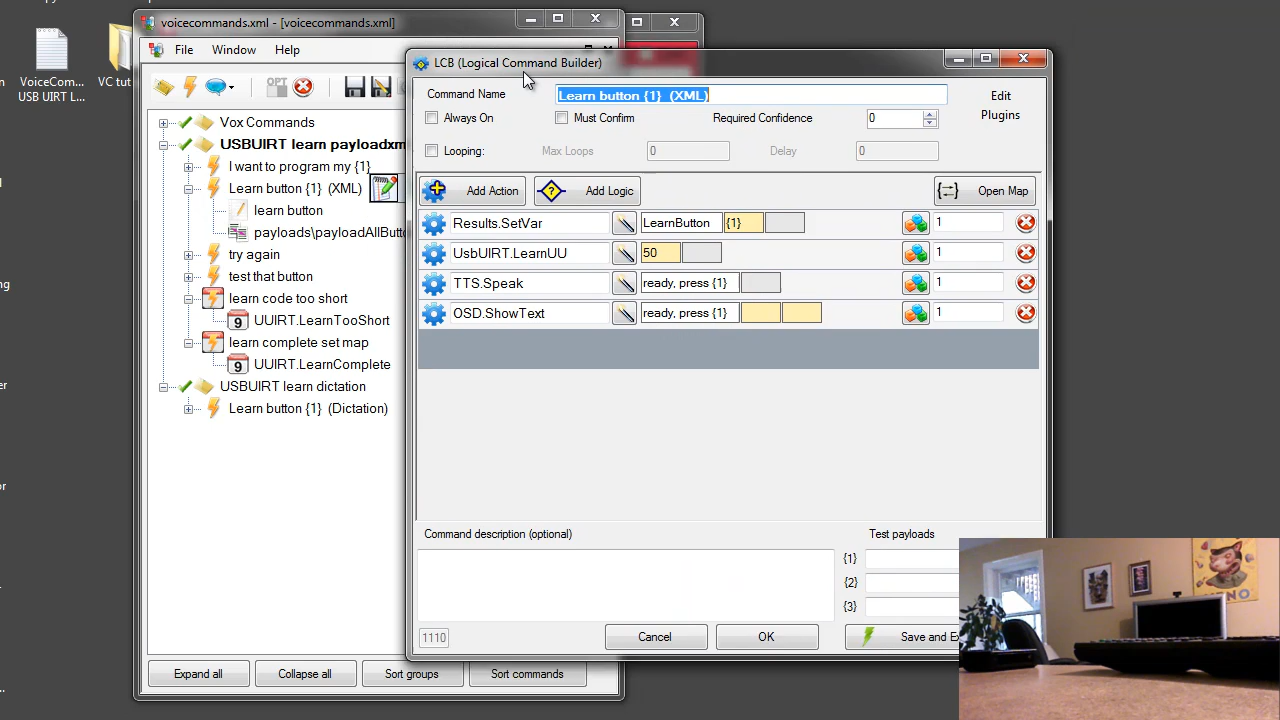 VoiceCom...
USB UIRT L...
VC tut
voicecommands.xml - [voicecommands.xml]
File
Window
Help
OPT
Vox Commands
USBUIRT learn payloadxm
I want to program my {1}
Learn button {1} (XML)
learn button
payloads\payloadAllButto
try again
test that button
learn code too short
9
UUIRT.LearnTooShort
learn complete set map
9
UUIRT.LearnComplete
USBUIRT learn dictation
Learn button {1} (Dictation)
Expand all
Collapse all
Sort groups
Sort commands
LCB (Logical Command Builder)
Command Name
Learn button {1} (XML)
Edit
Plugins
Always On
Must Confirm
Required Confidence
0
Looping:
Max Loops
0
Delay
0
Add Action
Add Logic
Open Map
Results.SetVar
LearnButton
{1}
1
UsbUIRT.LearnUU
50
1
TTS.Speak
ready, press {1}
1
OSD.ShowText
ready, press {1}
1
Command description (optional)
Test payloads
{1}
{2}
{3}
1110
Cancel
OK
Save and E